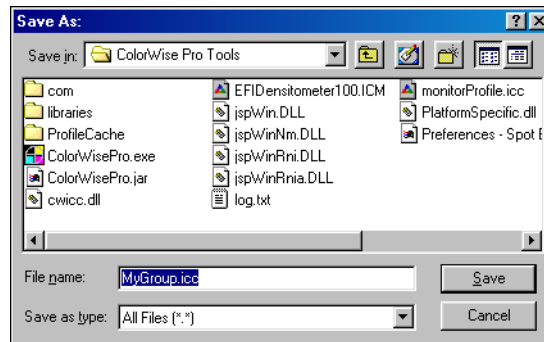 Save As:
Save in: ColorWise Pro Tools
com
libraries
ProfileCache
ColorWisePro.exe
ColorWisePro.jar
cwicc.dll
EFIDensitometer100.ICM
jspWin.DLL
jspWinNm.DLL
jspWinRni.DLL
jspWinRnia.DLL
log.txt
monitorProfile.icc
PlatformSpecific.dll
Preferences - Spot
File name: MyGroup.icc
Save
Save as type: All Files (*.*)
Cancel